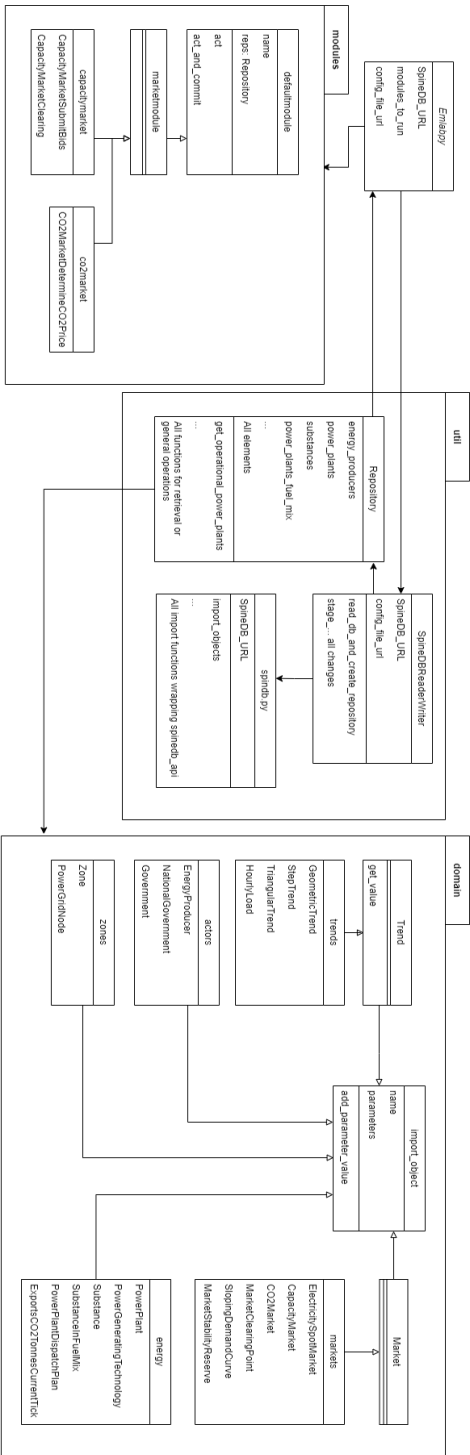 Emlabpy
SpineDB_URL
modules_to_run
config_file_url
modules
defaultmodule
name
reps: Repository
act
act_and_commit
marketmodule
capacitymarket
CapacityMarketSubmitBids
CapacityMarketClearing
co2market
CO2MarketDetermineCO2Price
util
Repository
energy_producers
power_plants
substances
power_plants_fuel_mix
...
All elements
get_operational_power_plants
...
All functions for retrieval or
general operations
SpineDBReaderWriter
SpineDB_URL
config_file_url
read_db_and_create_repository
stage_... all changes
spindb.py
SpineDB_URL
import_objects
...
All import functions wrapping spinedb_api
domain
Trend
get_value
trends
GeometricTrend
StepTrend
TriangularTrend
HourlyLoad
actors
EnergyProducer
NationalGovernment
Government
zones
Zone
PowerGridNode
import_object
name
parameters
add_parameter_value
Market
markets
ElectricitySpotMarket
CapacityMarket
CO2Market
MarketClearingPoint
SlopingDemandCurve
MarketStabilityReserve
energy
PowerPlant
PowerGeneratingTechnology
Substance
SubstanceInFuelMix
PowerPlantDispatchPlan
ExportsCO2TonnesCurrentTick